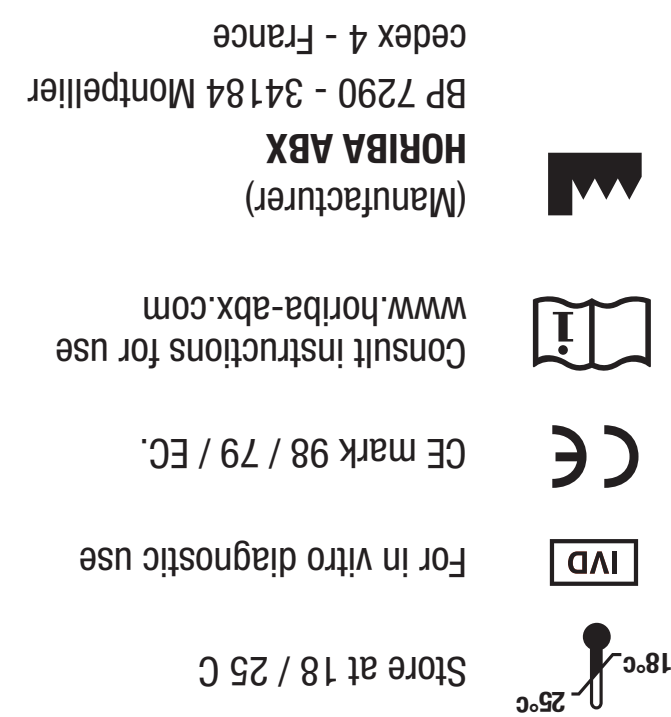 25°C
18°C
Store at 18 / 25 C
IVD
For in vitro diagnostic use
CE
CE mark 98 / 79 / EC.
i
Consult instructions for use
www.horiba-abx.com
(Manufacturer)
HORIBA ABX
BP 7290 - 34184 Montpellier
cedex 4 - France